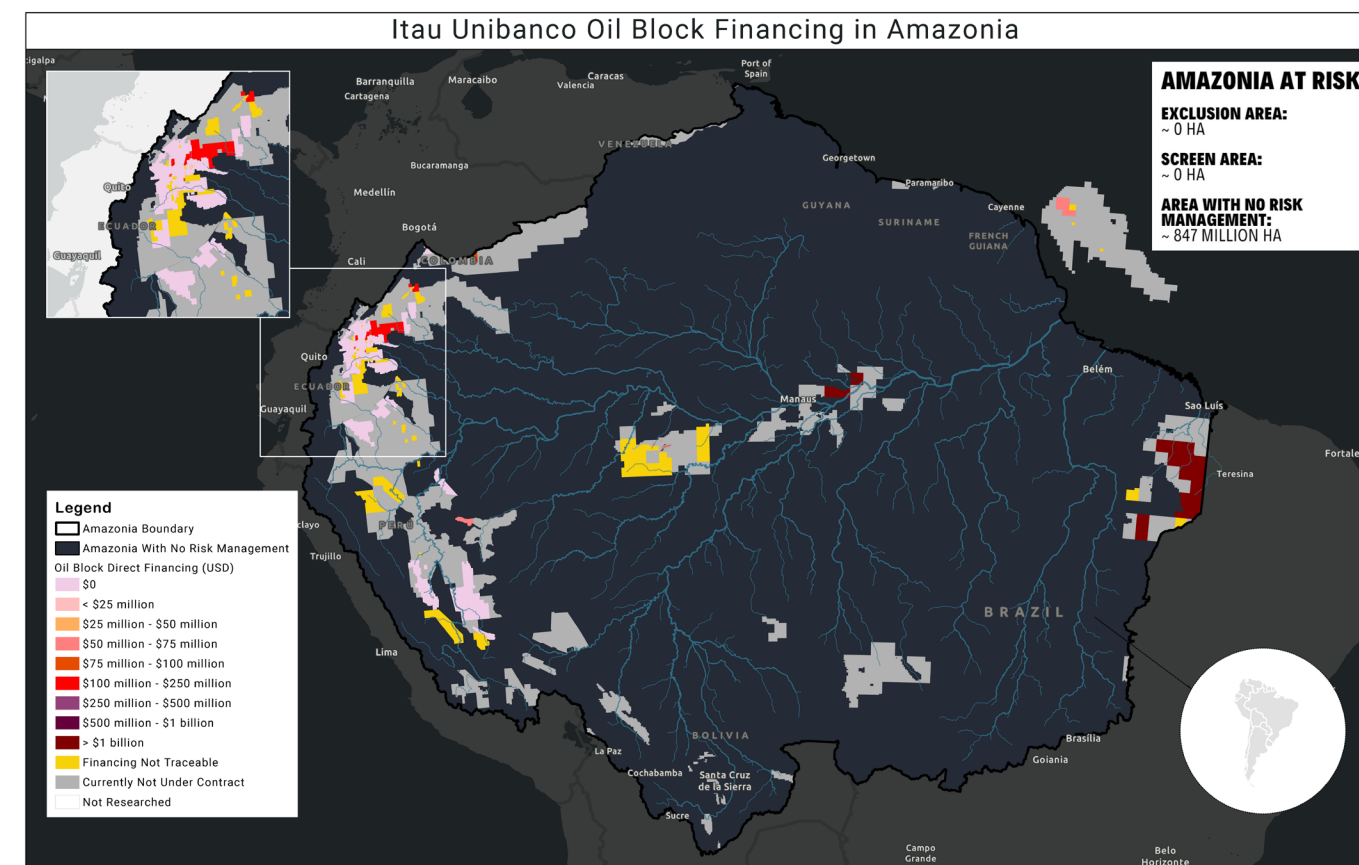 Itau Unibanco Oil Block Financing in Amazonia
igalpa
Barranquilla
Cartagena
Maracaibo
Caracas
Valencia
Port of
Spain
AMAZONIA AT RISK
EXCLUSION AREA:
~ 0 HA
SCREEN AREA:
~ 0 HA
AREA WITH NO RISK
MANAGEMENT:
~ 847 MILLION HA
VENEZUELA
Bucaramanga
Medellín
Bogotá
Cali
COLOMBIA
Georgetown
Paramaribo
Cayenne
GUYANA
SURINAME
FRENCH
GUIANA
Quito
ECUADOR
Guayaquil
Quito
ECUADOR
Guayaquil
Manaus
Belém
Sao Luís
Teresina
Fortale
PERU
clayo
Trujillo
Lima
BRAZIL
BOLIVIA
La Paz
Cochabamba
Santa Cruz
de la Sierra
Sucre
Brasília
Goiania
Campo
Grande
Belo
Horizonte
Legend
Amazonia Boundary
Amazonia With No Risk Management
Oil Block Direct Financing (USD)
$0
< $25 million
$25 million - $50 million
$50 million - $75 million
$75 million - $100 million
$100 million - $250 million
$250 million - $500 million
$500 million - $1 billion
> $1 billion
Financing Not Traceable
Currently Not Under Contract
Not Researched